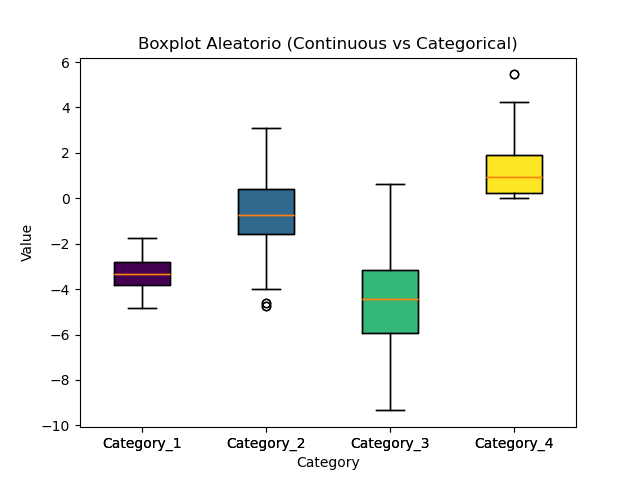 Boxplot Aleatorio (Continuous vs Categorical)
6
4
2
0
−2
−4
−6
−8
−10
Value
Category_1 Category_2 Category_3 Category_4
Category